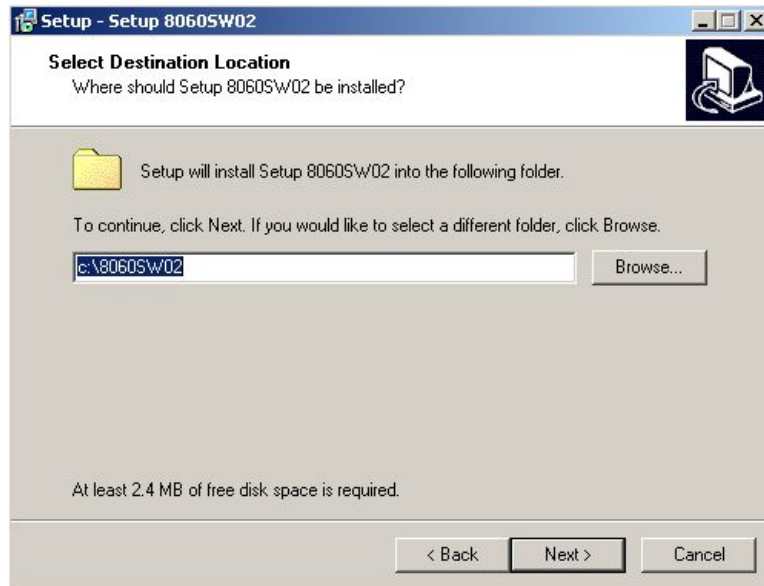 Setup - Setup 8060SW02
Select Destination Location
Where should Setup 8060SW02 be installed?
Setup will install Setup 8060SW02 into the following folder.
To continue, click Next. If you would like to select a different folder, click Browse.
c:\8060SW02
Browse...
At least 2.4 MB of free disk space is required.
< Back
Next >
Cancel